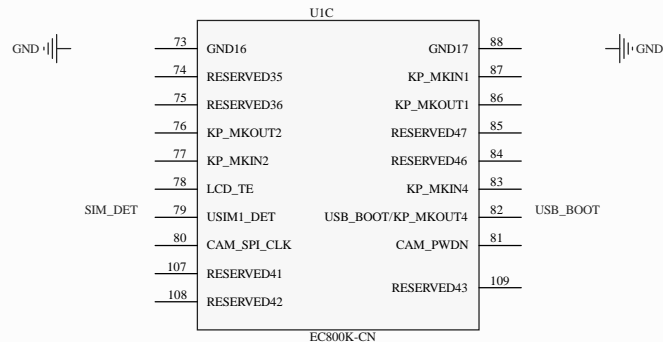 U1C
GND 73 GND16 GND17 88 GND
74 RESERVED35 KP_MKIN1 87
75 RESERVED36 KP_MKOUT1 86
76 KP_MKOUT2 RESERVED47 85
77 KP_MKIN2 RESERVED46 84
78 LCD_TE KP_MKIN4 83
SIM_DET 79 USIM1_DET USB_BOOT/KP_MKOUT4 82 USB_BOOT
80 CAM_SPI_CLK CAM_PWDN 81
107 RESERVED41
RESERVED43 109
108 RESERVED42
EC800K-CN